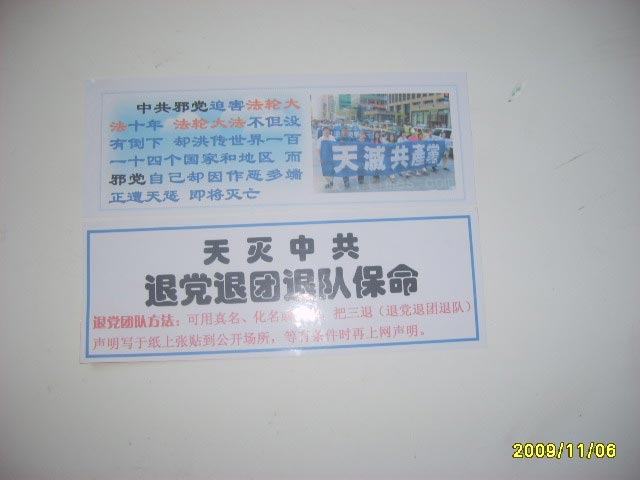 中共邪党迫害法轮大
法十年 法轮大法不但没
有倒下 却洪传世界一百
一十四个国家和地区 而
邪党自己却因作恶多端
正遭天惩 即将灭亡
天滅共產黨
天灭中共
退党退团退队保命
退党团队方法：可用真名、化名 把三退（退党退团退队）
声明写于纸上张贴到公开场所，等有条件时再上网声明。
2009/11/06